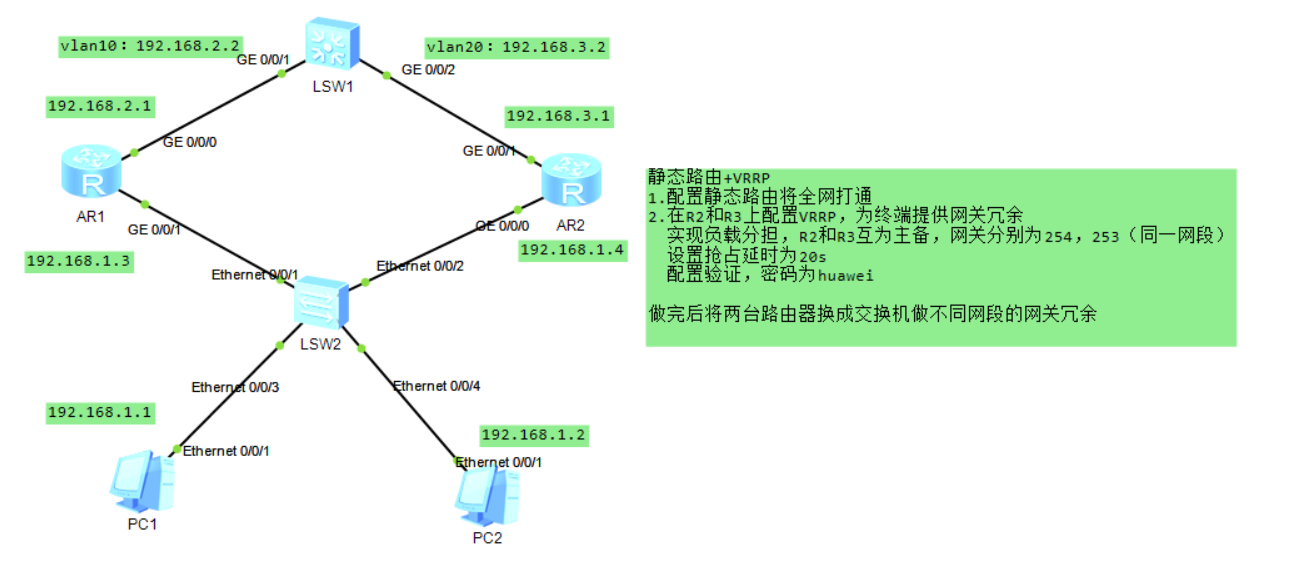 vlan10：192.168.2.2
vlan20：192.168.3.2
GE 0/0/1
GE 0/0/2
LSW1
192.168.2.1
192.168.3.1
GE 0/0/0
GE 0/0/1
R
R
AR1
AR2
GE 0/0/1
GE 0/0/0
192.168.1.3
192.168.1.4
Ethernet 0/0/1
Ethernet 0/0/2
LSW2
Ethernet 0/0/3
Ethernet 0/0/4
192.168.1.1
192.168.1.2
Ethernet 0/0/1
Ethernet 0/0/1
PC1
PC2
静态路由+VRRP
1.配置静态路由将全网打通
2.在R2和R3上配置VRRP，为终端提供网关冗余
实现负载分担，R2和R3互为主备，网关分别为254，253（同一网段）
设置抢占延时为20s
配置验证，密码为huawei
做完后将两台路由器换成交换机做不同网段的网关冗余